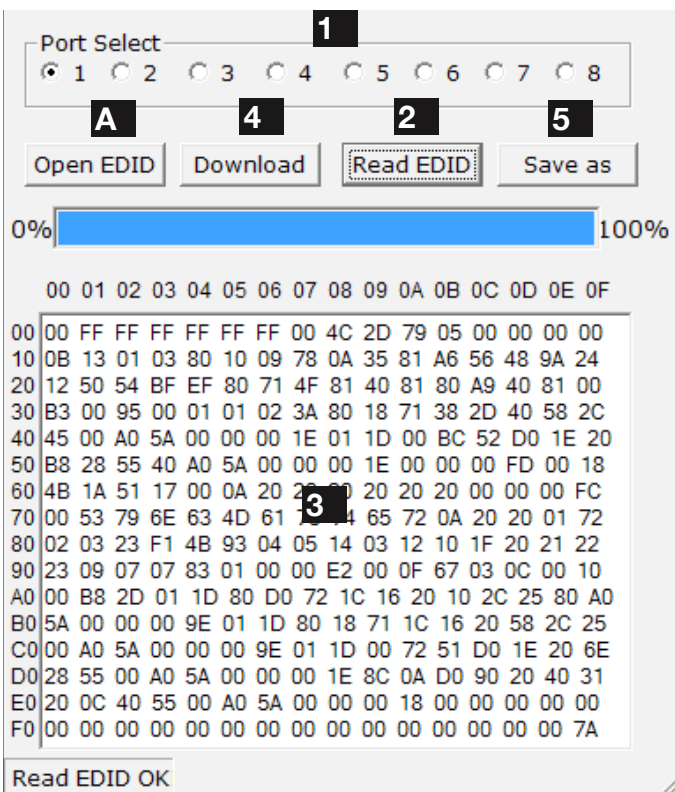 1
Port Select
1 2 3 4 5 6 7 8
A 4 2 5
Open EDID Download Read EDID Save as
0% 100%
00 01 02 03 04 05 06 07 08 09 0A 0B 0C 0D 0E 0F
00 00 FF FF FF FF FF FF 00 4C 2D 79 05 00 00 00 00
10 0B 13 01 03 80 10 09 78 0A 35 81 A6 56 48 9A 24
20 12 50 54 BF EF 80 71 4F 81 40 81 80 A9 40 81 00
30 B3 00 95 00 01 01 02 3A 80 18 71 38 2D 40 58 2C
40 45 00 A0 5A 00 00 00 1E 01 1D 00 BC 52 D0 1E 20
50 B8 28 55 40 A0 5A 00 00 00 1E 00 00 00 FD 00 18
60 4B 1A 51 17 00 0A 20 20 20 20 20 00 00 00 FC
3
70 00 53 79 6E 63 4D 61 65 72 0A 20 20 01 72
80 02 03 23 F1 4B 93 04 05 14 03 12 10 1F 20 21 22
90 23 09 07 07 83 01 00 00 E2 00 0F 67 03 0C 00 10
A0 00 B8 2D 01 1D 80 D0 72 1C 16 20 10 2C 25 80 A0
B0 5A 00 00 00 9E 01 1D 80 18 71 1C 16 20 58 2C 25
C0 00 A0 5A 00 00 00 9E 01 1D 00 72 51 D0 1E 20 6E
D0 28 55 00 A0 5A 00 00 00 1E 8C 0A D0 90 20 40 31
E0 20 0C 40 55 00 A0 5A 00 00 00 18 00 00 00 00 00
F0 00 00 00 00 00 00 00 00 00 00 00 00 00 00 00 7A
Read EDID OK